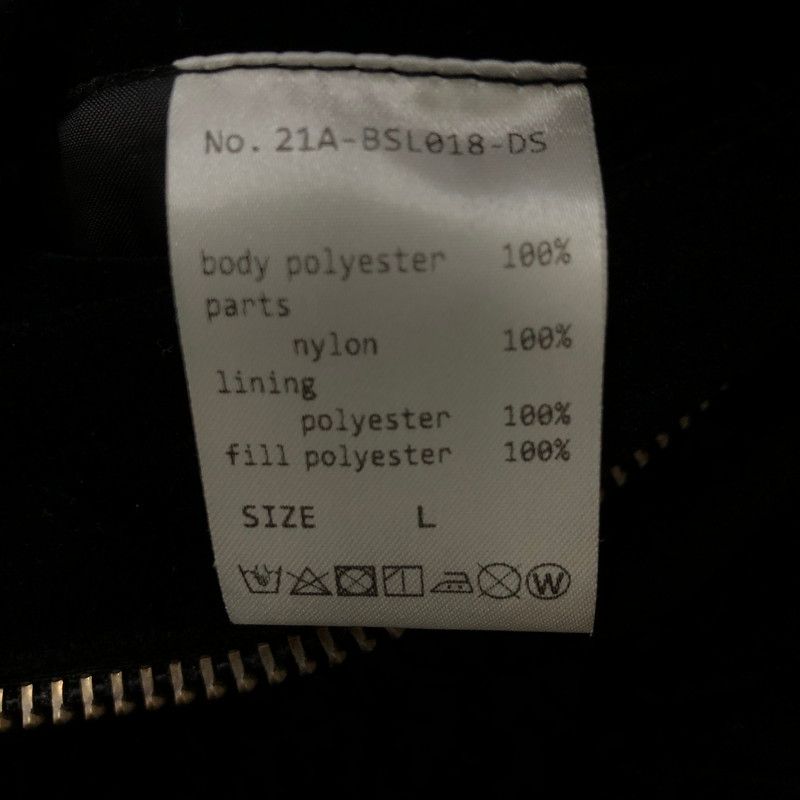 No. 21A-BSL018-DS
body polyester 100%
parts
nylon 100%
lining
polyester 100%
fill polyester 100%
SIZE L
W